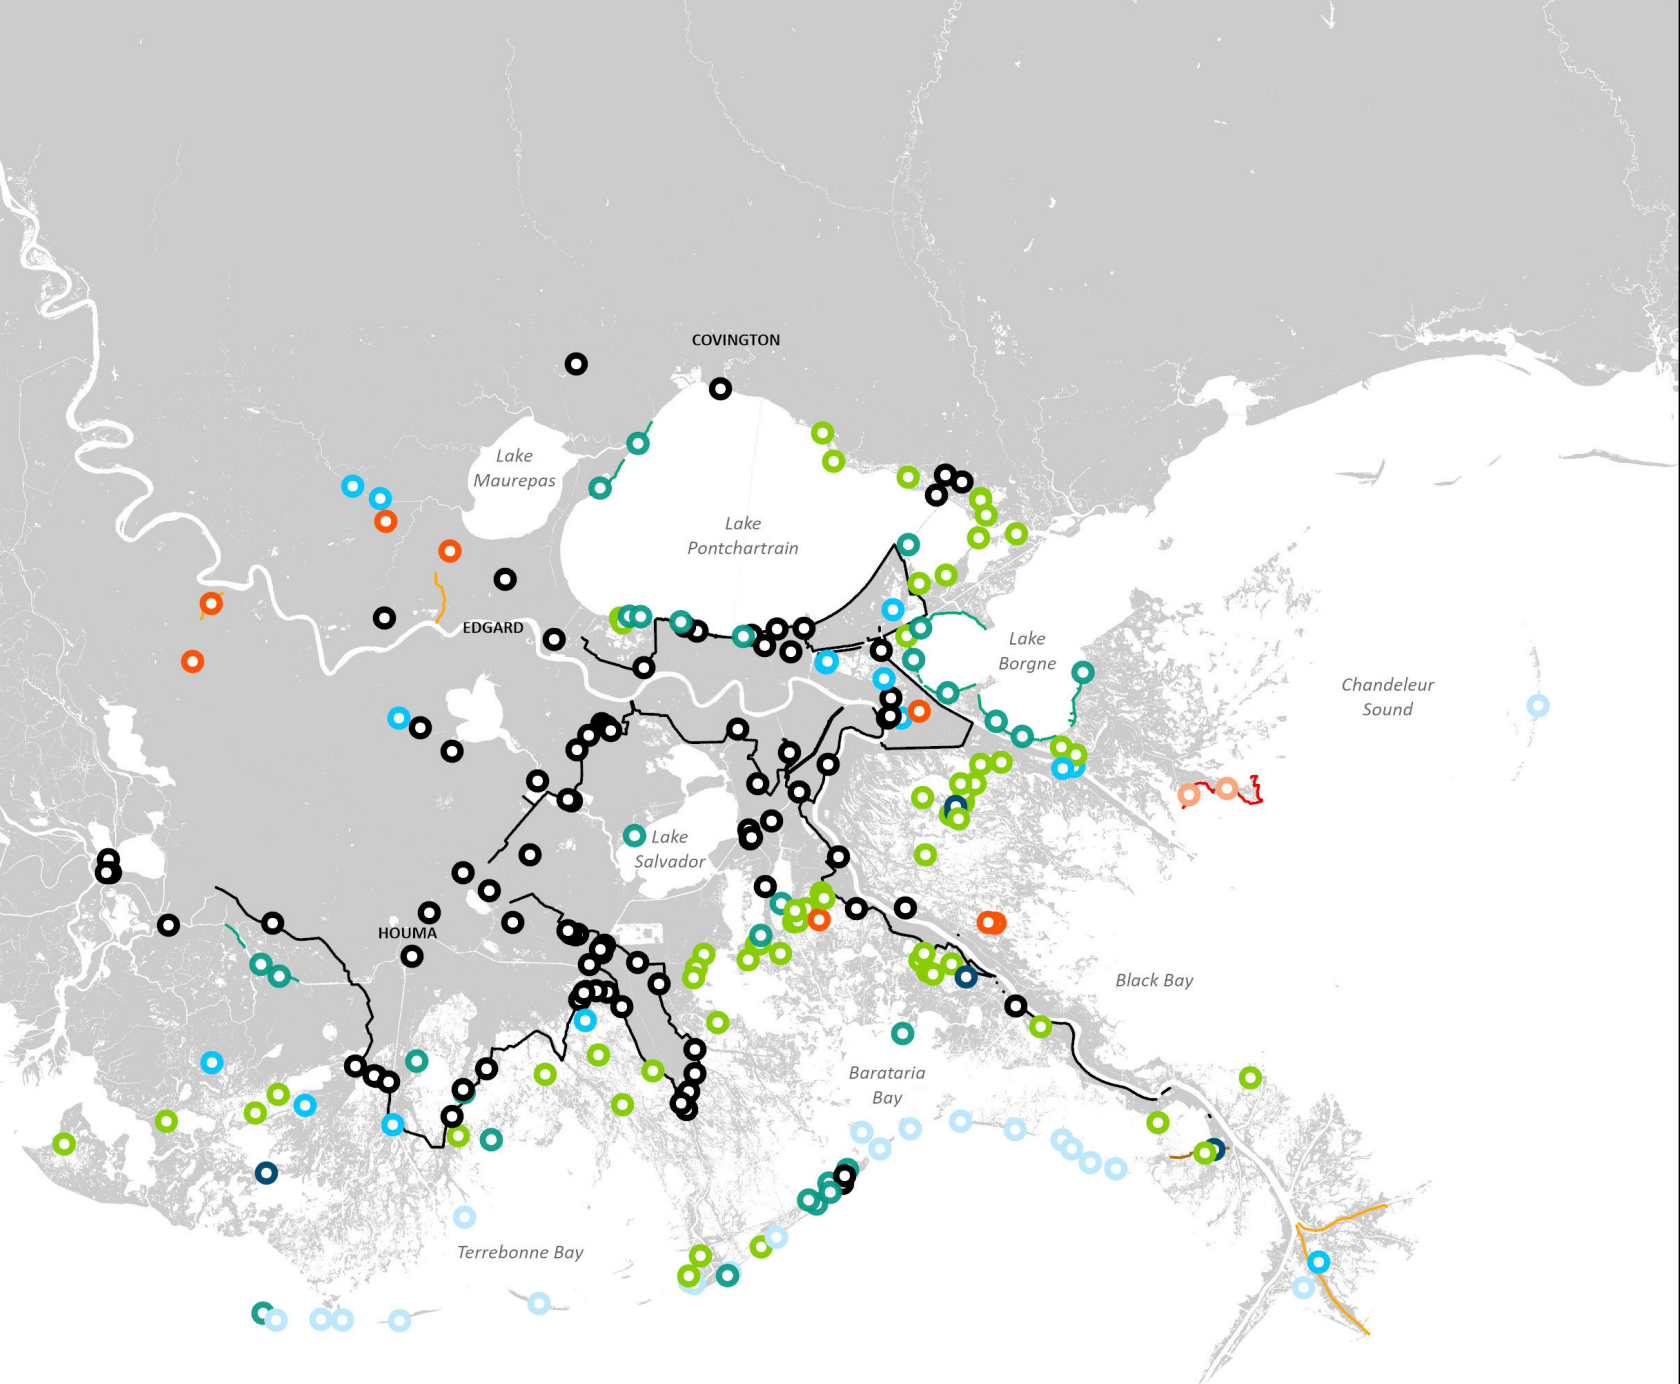 COVINGTON
Lake
Maurepas
Lake
Pontchartrain
EDGARD
Lake
Borgne
Chandeleur
Sound
Lake
Salvador
HOUMA
Black Bay
Barataria
Bay
Terrebonne Bay